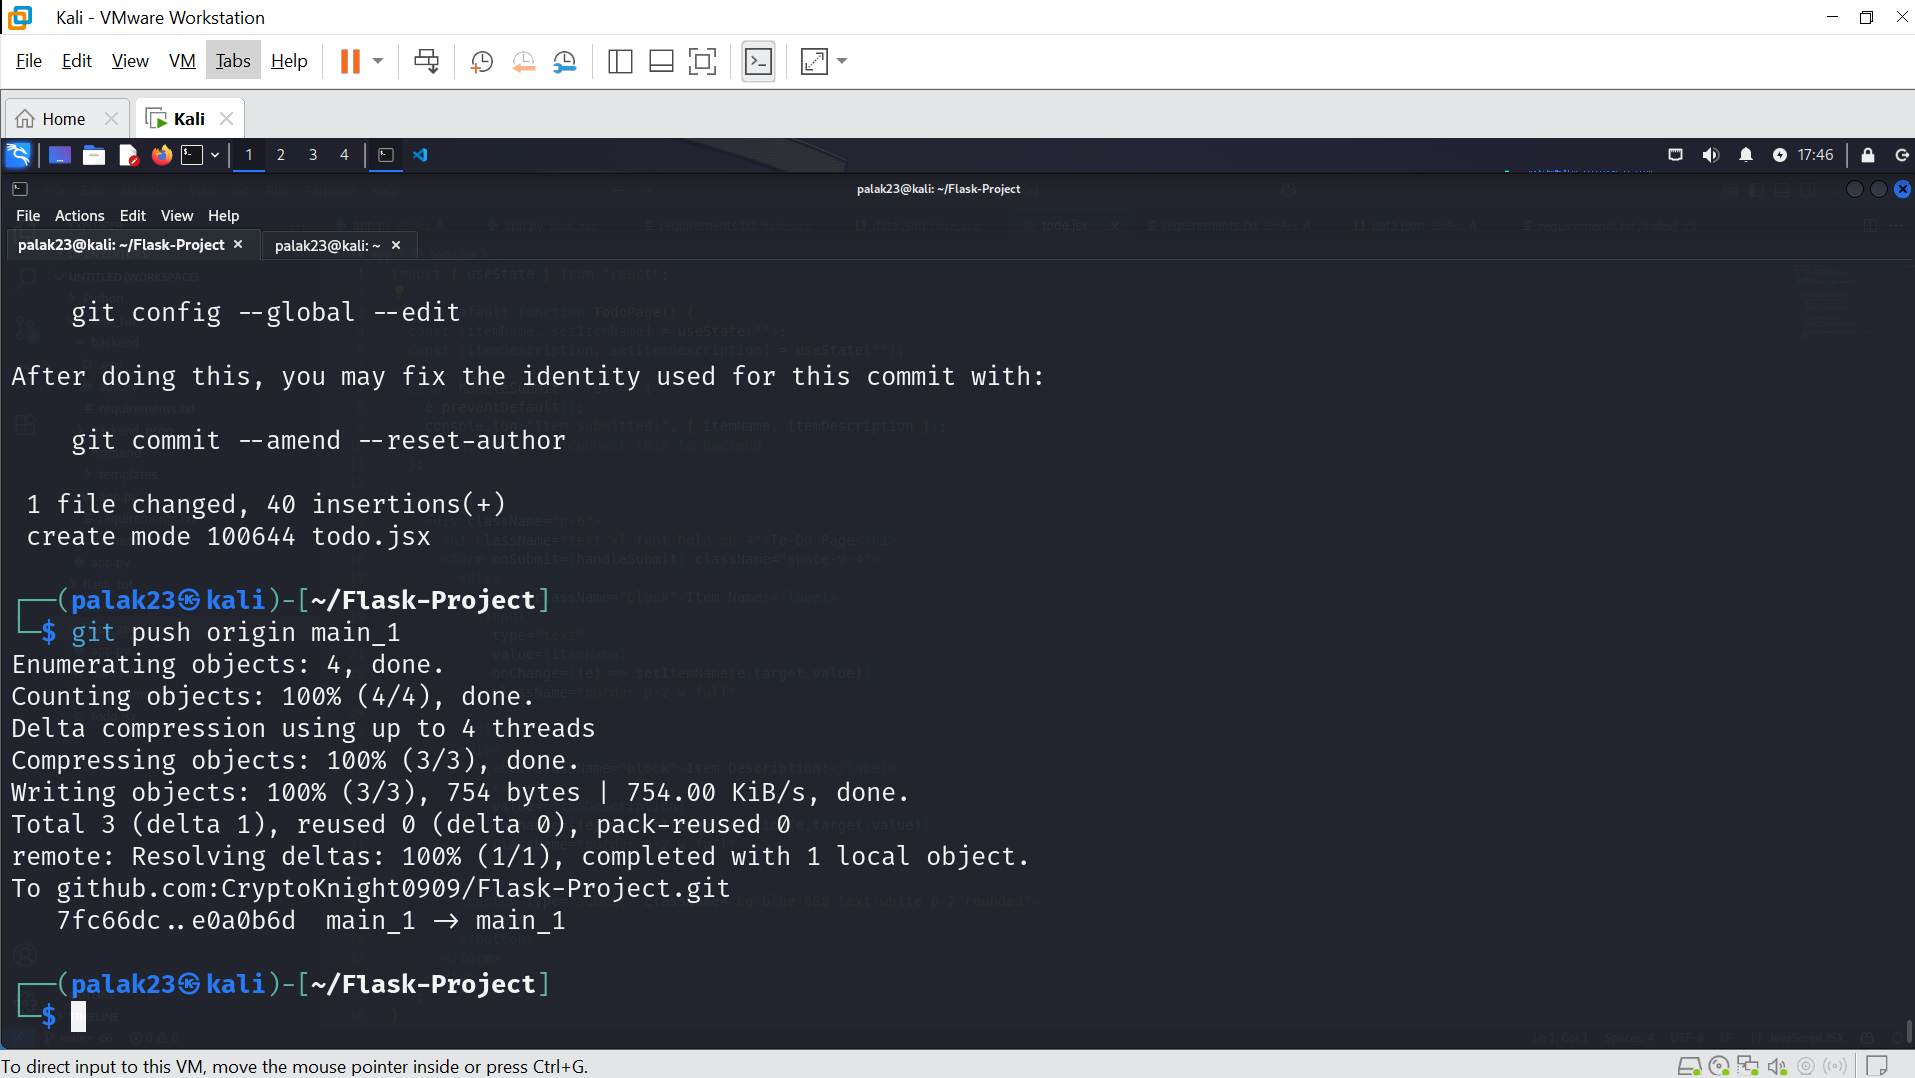 Kali - VMware Workstation
File Edit View VM Tabs Help
Home
Kali
1 2 3 4
17:46
palak23@kali: ~/Flask-Project
File Actions Edit View Help
palak23@kali: ~/Flask-Project
palak23@kali: ~
git config --global --edit
After doing this, you may fix the identity used for this commit with:
git commit --amend --reset-author
1 file changed, 40 insertions(+)
create mode 100644 todo.jsx
(palak23㉿kali)-[~/Flask-Project]
$ git push origin main_1
Enumerating objects: 4, done.
Counting objects: 100% (4/4), done.
Delta compression using up to 4 threads
Compressing objects: 100% (3/3), done.
Writing objects: 100% (3/3), 754 bytes | 754.00 KiB/s, done.
Total 3 (delta 1), reused 0 (delta 0), pack-reused 0
remote: Resolving deltas: 100% (1/1), completed with 1 local object.
To github.com:CryptoKnight0909/Flask-Project.git
7fc66dc..e0a0b6d main_1 -> main_1
(palak23㉿kali)-[~/Flask-Project]
$
To direct input to this VM, move the mouse pointer inside or press Ctrl+G.